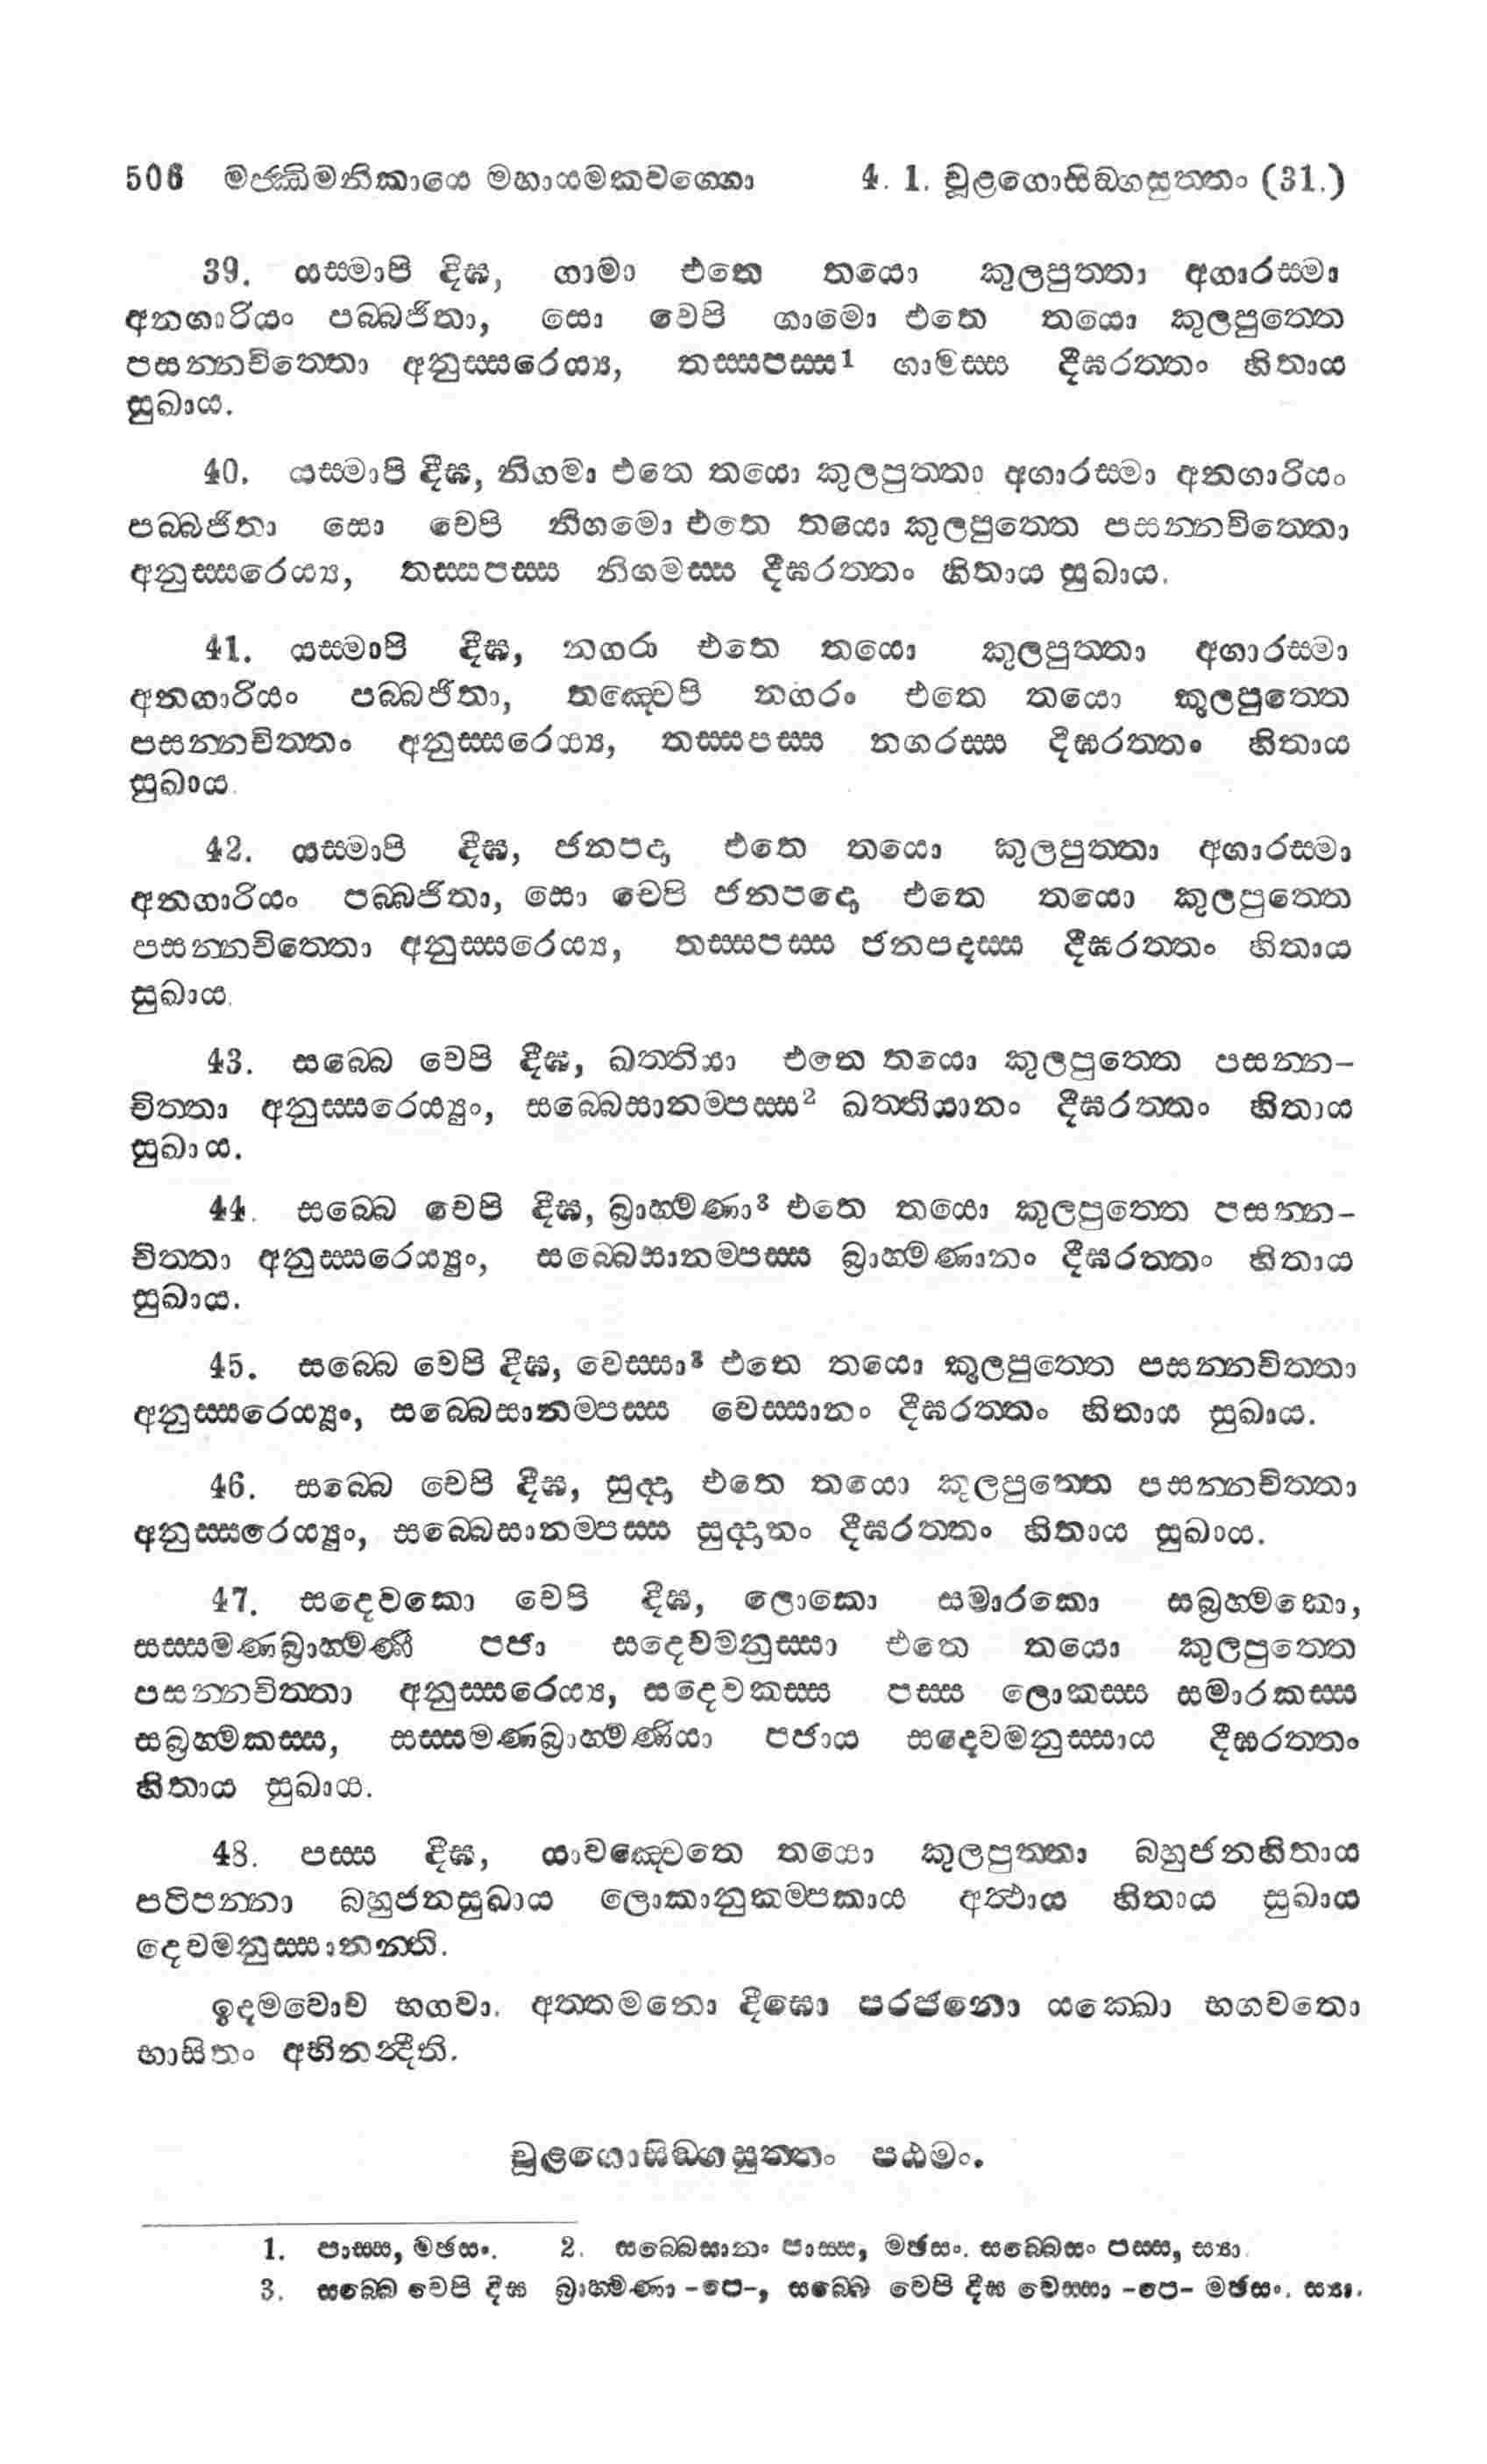 506 මජ්ඣිමනිකායෙ මහායමකවග්ගො 4. 1. චූළගොසිඞ්ගසුත්තං (31.)
39. යස්මාපි දීඝ, ගාමා එතෙ තයො කුලපුත්තා අගාරස්මා
අනගාරියං පබ්බජිතා, සො චෙපි ගාමො එතෙ තයො කුලපුත්තෙ
පසන්නචිත්තො අනුස්සරෙය්‍ය, තස්සපස්ස1 ගාමස්ස දීඝරත්තං හිතාය
සුඛාය.
40. යස්මාපි දීඝ, නිගමා එතෙ තයො කුලපුත්තා අගාරස්මා අනගාරියං
පබ්බජිතා සො චෙපි නිගමො එතෙ තයො කුලපුත්තෙ පසන්නචිත්තො
අනුස්සරෙය්‍ය, තස්සපස්ස නිගමස්ස දීඝරත්තං හිතාය සුඛාය.
41. යස්මාපි දීඝ, නගරා එතෙ තයො කුලපුත්තා අගාරස්මා
අනගාරියං පබ්බජිතා, තඤ්චෙපි නගරං එතෙ තයො කුලපුත්තෙ
පසන්නචිත්තං අනුස්සරෙය්‍ය, තස්සපස්ස නගරස්ස දීඝරත්තං හිතාය
සුඛාය.
42. යස්මාපි දීඝ, ජනපදා එතෙ තයො කුලපුත්තා අගාරස්මා
අනගාරියං පබ්බජිතා, සො චෙපි ජනපදො එතෙ තයො කුලපුත්තෙ
පසන්නචිත්තො අනුස්සරෙය්‍ය, තස්සපස්ස ජනපදස්ස දීඝරත්තං හිතාය
සුඛාය.
43. සබ්බෙ චෙපි දීඝ, ඛත්තියා එතෙ තයො කුලපුත්තෙ පසන්න-
චිත්තා අනුස්සරෙය්‍යුං, සබ්බෙසානම්පස්ස2 ඛත්තියානං දීඝරත්තං හිතාය
සුඛාය.
44. සබ්බෙ චෙපි දීඝ, බ්‍රාහ්මණා3 එතෙ තයො කුලපුත්තෙ පසන්න-
චිත්තා අනුස්සරෙය්‍යුං, සබ්බෙසානම්පස්ස බ්‍රාහ්මණානං දීඝරත්තං හිතාය
සුඛාය.
45. සබ්බෙ චෙපි දීඝ, වෙස්සා3 එතෙ තයො කුලපුත්තෙ පසන්නචිත්තා
අනුස්සරෙය්‍යුං, සබ්බෙසානම්පස්ස වෙස්සානං දීඝරත්තං හිතාය සුඛාය.
46. සබ්බෙ චෙපි දීඝ, සුද්දා එතෙ තයො කුලපුත්තෙ පසන්නචිත්තා
අනුස්සරෙය්‍යුං, සබ්බෙසානම්පස්ස සුද්දානං දීඝරත්තං හිතාය සුඛාය.
47. සදෙවකො චෙපි දීඝ, ලොකො සමාරකො සබ්‍රහ්මකො,
සස්සමණබ්‍රාහ්මණී පජා සදෙවමනුස්සා එතෙ තයො කුලපුත්තෙ
පසන්නචිත්තා අනුස්සරෙය්‍ය, සදෙවකස්ස පස්ස ලොකස්ස සමාරකස්ස
සබ්‍රහ්මකස්ස, සස්සමණබ්‍රාහ්මණියා පජාය සදෙවමනුස්සාය දීඝරත්තං
හිතාය සුඛාය.
48. පස්ස දීඝ, යාවඤ්චෙතෙ තයො කුලපුත්තා බහුජනහිතාය
පටිපන්නා බහුජනසුඛාය ලොකානුකම්පකාය අත්ථාය හිතාය සුඛාය
දෙවමනුස්සානන්ති.
ඉදමවොච භගවා. අත්තමනො දීඝො පරජනො යක්ඛො භගවතො
භාසිතං අභිනන්දීති.
චූළගොසිඞ්ගසුත්තං පඨමං.
1. පාස්ස, මඡසං. 2. සබ්බෙසානං පාස්ස, මඡසං. සබ්බෙසං පස්ස, ස්‍යා.
3. සබ්බෙ චෙපි දීඝ බ්‍රාහ්මණා -පෙ-, සබ්බෙ චෙපි දීඝ වෙස්සා -පෙ- මඡසං. ස්‍යා.